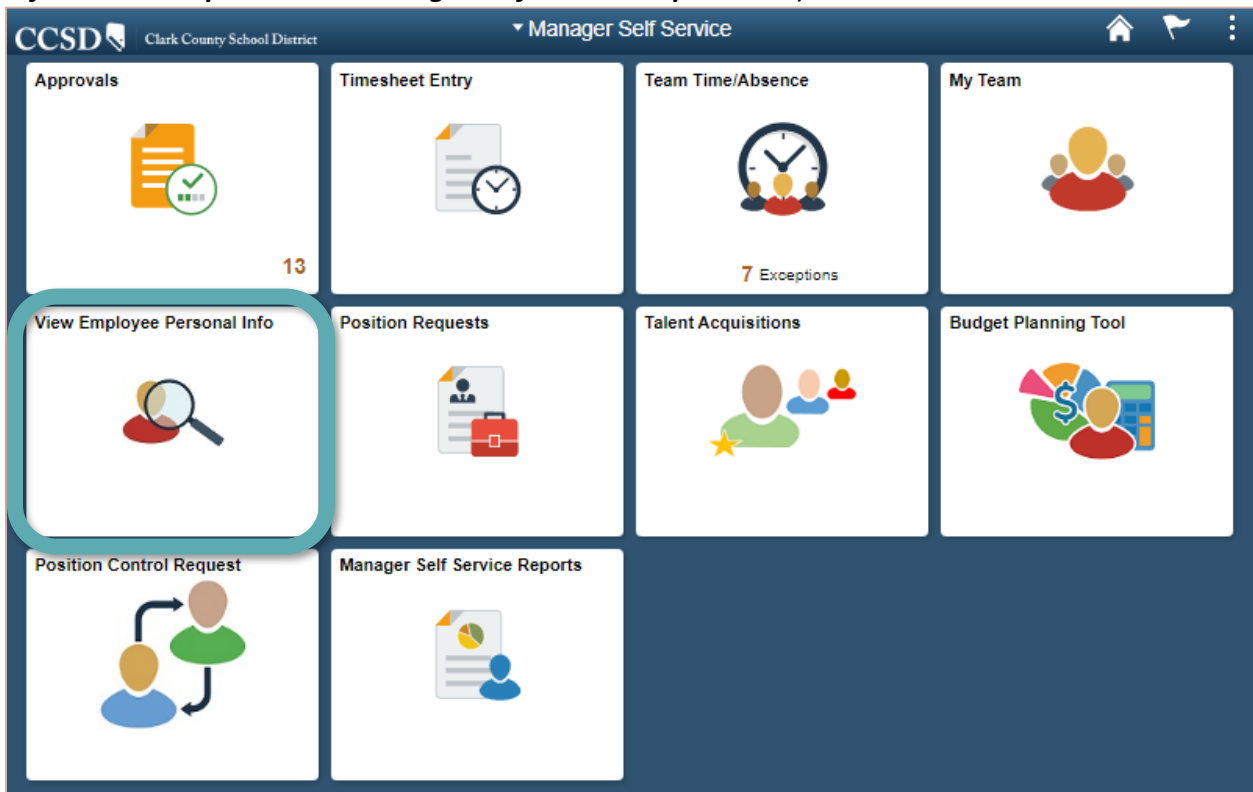 CCSD Clark County School District
Manager Self Service
Approvals
13
Timesheet Entry
Team Time/Absence
7 Exceptions
My Team
View Employee Personal Info
Position Requests
Talent Acquisitions
Budget Planning Tool
$
Position Control Request
Manager Self Service Reports